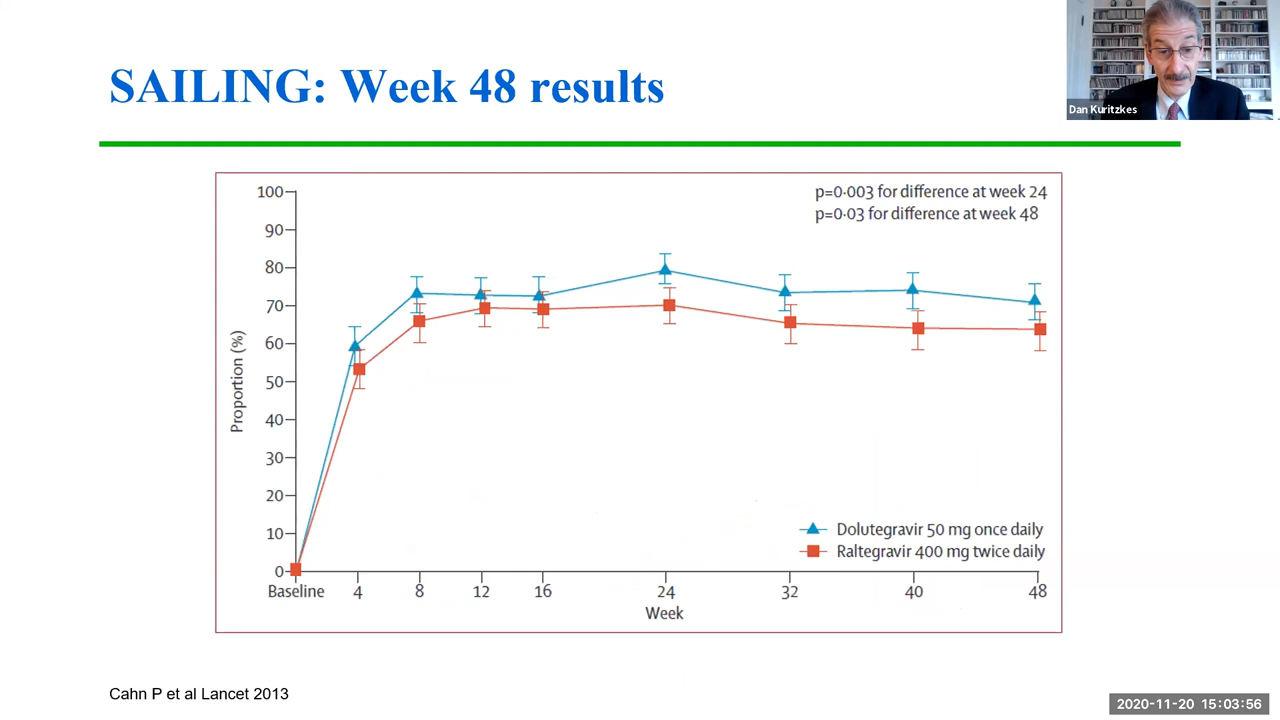 SAILING: Week 48 results
Dan Kuritzkes
p=0·003 for difference at week 24
p=0·03 for difference at week 48
100
90
80
70
60
50
40
30
20
10
0
Proportion (%)
Dolutegravir 50 mg once daily
Raltegravir 400 mg twice daily
Baseline 4 8 12 16 24 32 40 48
Week
Cahn P et al Lancet 2013
2020-11-20 15:03:56